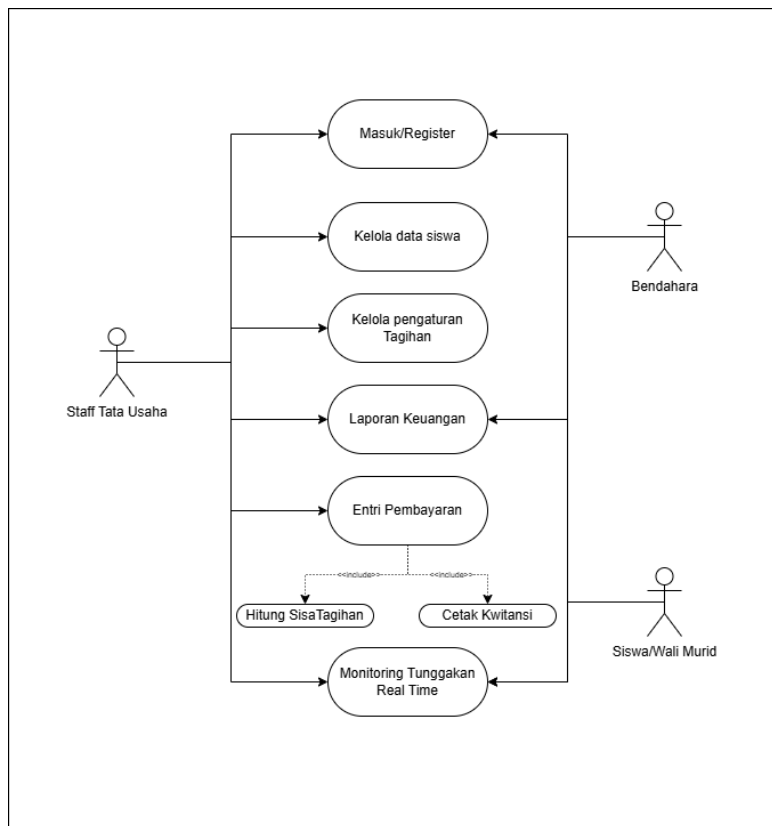 Masuk/Register
Kelola data siswa
Bendahara
Kelola pengaturan
Tagihan
Staff Tata Usaha
Laporan Keuangan
Entri Pembayaran
<<include>>
<<include>>
Hitung SisaTagihan
Cetak Kwitansi
Siswa/Wali Murid
Monitoring Tunggakan
Real Time